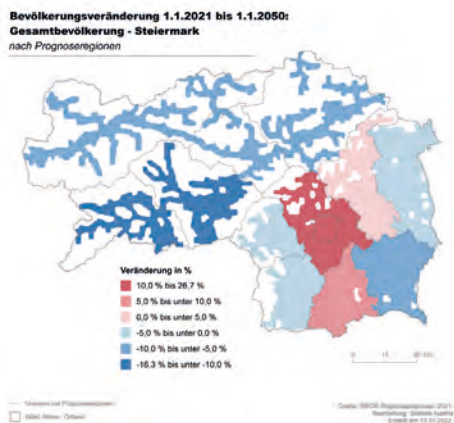 Bevölkerungsveränderung 1.1.2021 bis 1.1.2050:
Gesamtbevölkerung - Steiermark
nach Prognoseregionen
Veränderung in %
10,0 % bis 26,7 %
5,0 % bis unter 10,0 %
0,0 % bis unter 5,0 %
-5,0 % bis unter 0,0 %
-10,0 % bis unter -5,0 %
-16,3 % bis unter -10,0 %
0 15 30 km
Quelle: ÖROK-Prognoseregionen 2021
Bearbeitung: Statistik Austria
Erstellt am